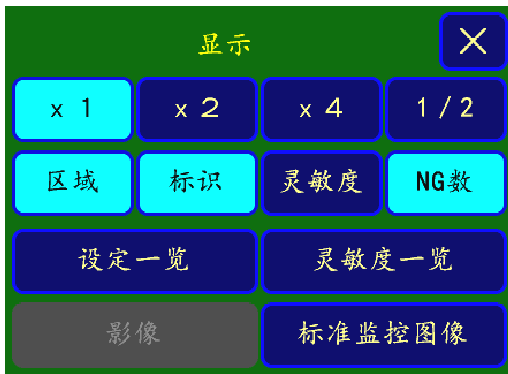 显示 ×
x 1 x 2 x 4 1 / 2
区域 标识 灵敏度 NG数
设定一览 灵敏度一览
影像 标准监控图像